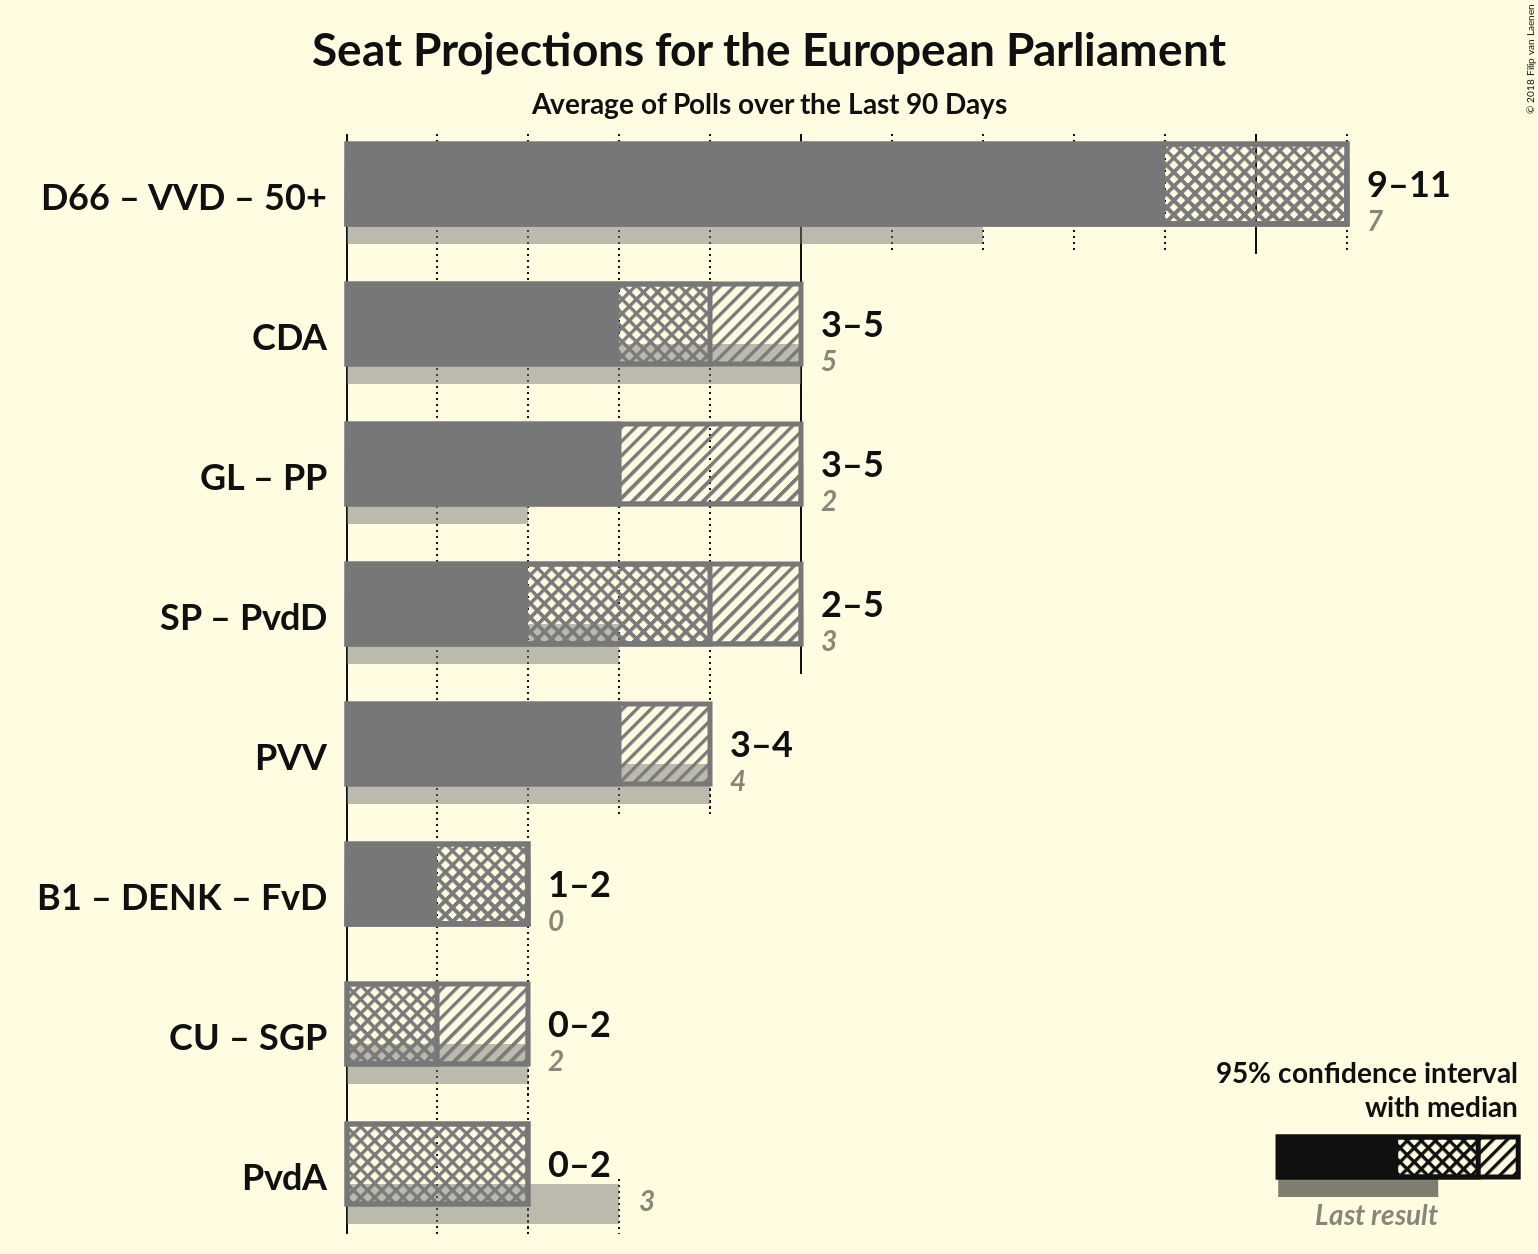 Seat Projections for the European Parliament
Average of Polls over the Last 90 Days
© 2018 Filip van Laenen
D66 – VVD – 50+
9–11
7
CDA
3–5
5
GL – PP
3–5
2
SP – PvdD
2–5
3
PVV
3–4
4
B1 – DENK – FvD
1–2
0
CU – SGP
0–2
2
PvdA
0–2
3
95% confidence interval
with median
Last result